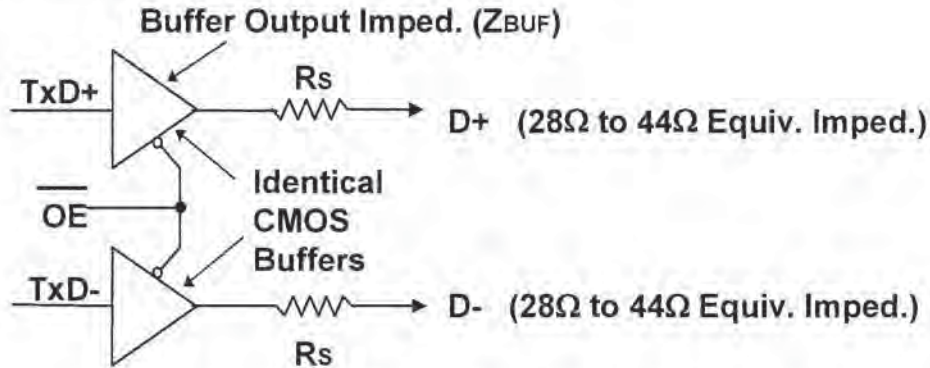 Buffer Output Imped. (ZBUF)
TxD+
Rs
D+ (28Ω to 44Ω Equiv. Imped.)
Identical
CMOS
Buffers
OE
TxD-
D- (28Ω to 44Ω Equiv. Imped.)
Rs